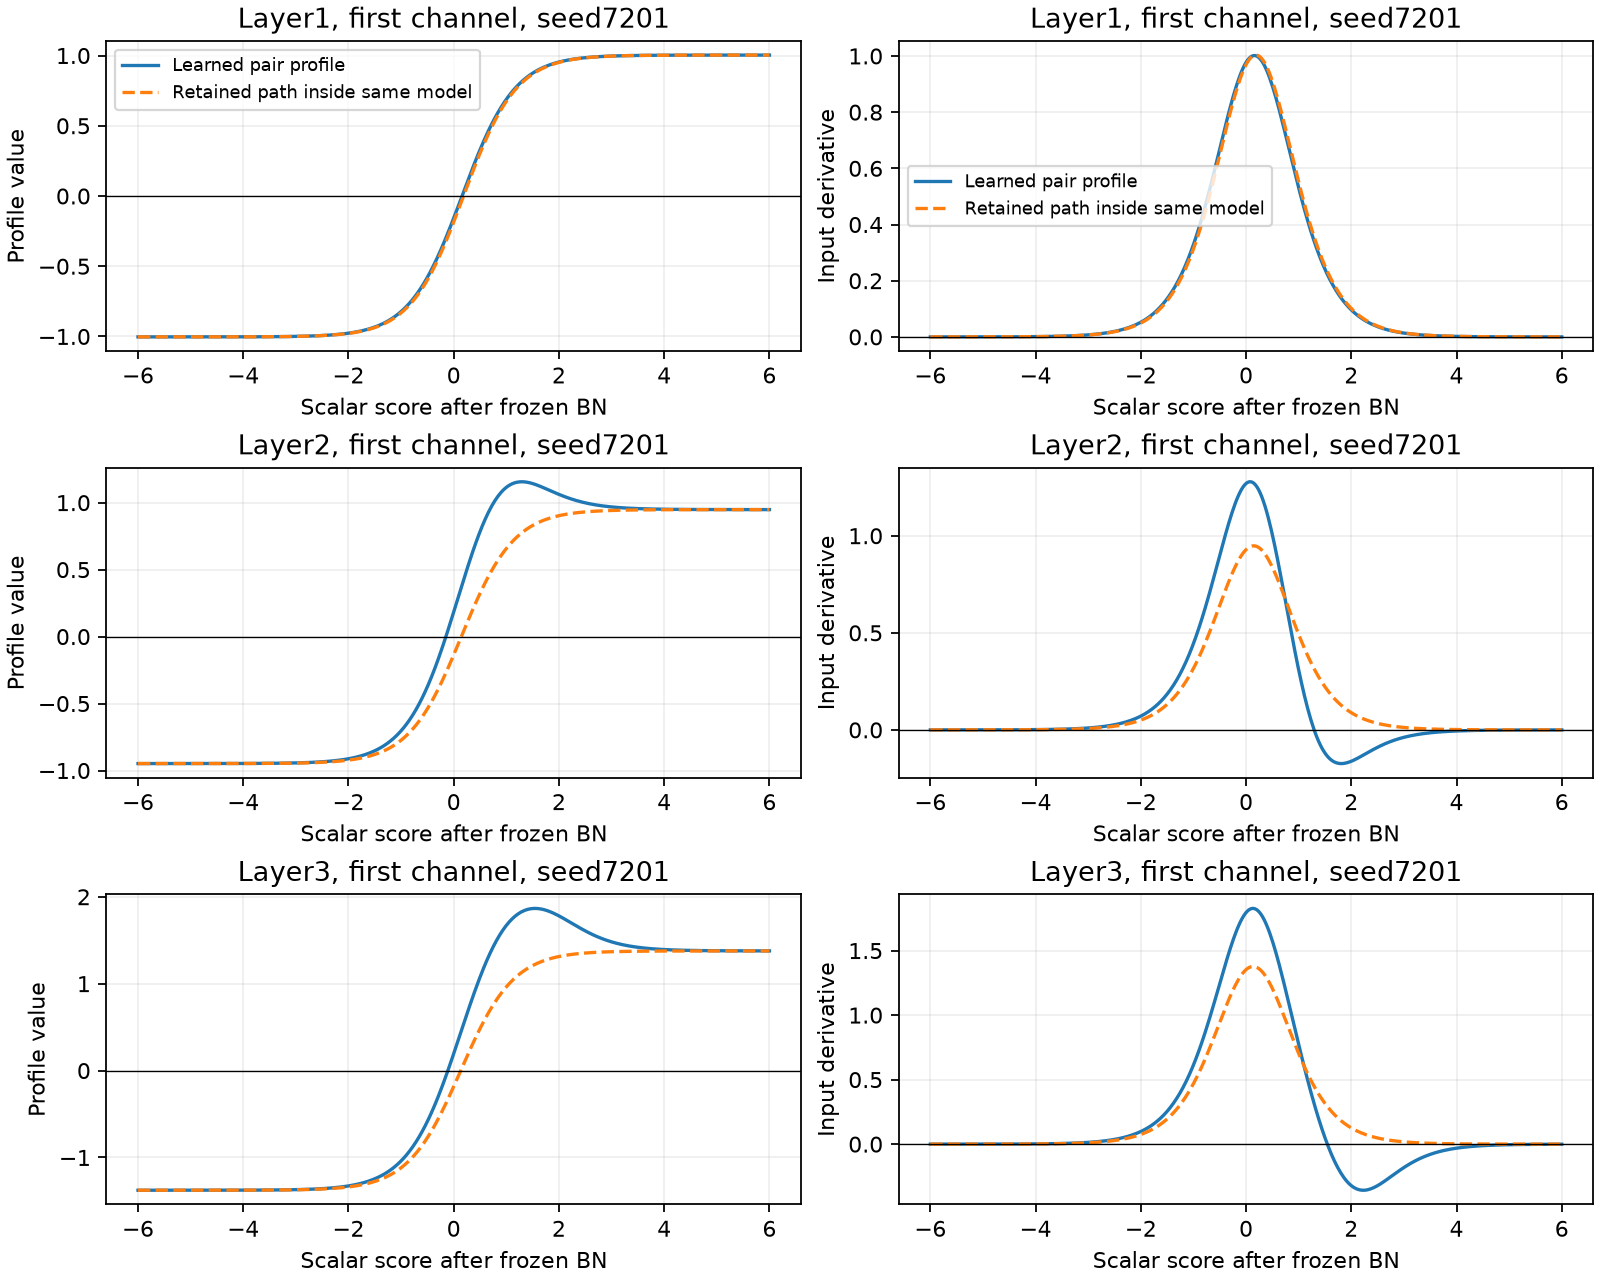 Layer1, first channel, seed7201
Profile value
1.0
0.5
0.0
−0.5
−1.0
Learned pair profile
Retained path inside same model
−6 −4 −2 0 2 4 6
Scalar score after frozen BN
Layer1, first channel, seed7201
Input derivative
1.0
0.8
0.6
0.4
0.2
0.0
Learned pair profile
Retained path inside same model
−6 −4 −2 0 2 4 6
Scalar score after frozen BN
Layer2, first channel, seed7201
Profile value
1.0
0.5
0.0
−0.5
−1.0
−6 −4 −2 0 2 4 6
Scalar score after frozen BN
Layer2, first channel, seed7201
Input derivative
1.0
0.5
0.0
−6 −4 −2 0 2 4 6
Scalar score after frozen BN
Layer3, first channel, seed7201
Profile value
2
1
0
−1
−6 −4 −2 0 2 4 6
Scalar score after frozen BN
Layer3, first channel, seed7201
Input derivative
1.5
1.0
0.5
0.0
−6 −4 −2 0 2 4 6
Scalar score after frozen BN